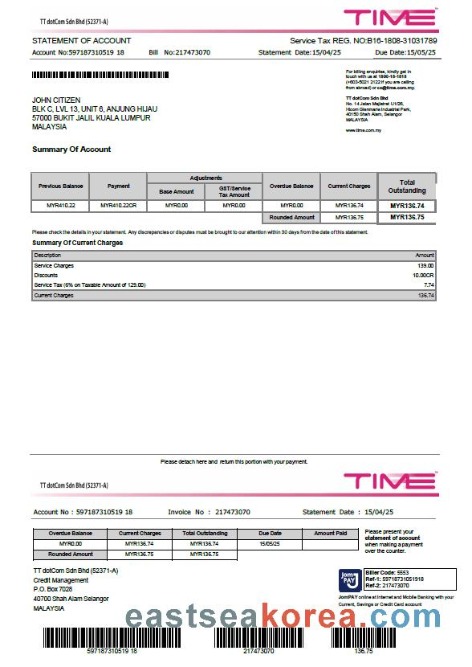 TT dotCom Sdn Bhd (52371-A)
TIME
STATEMENT OF ACCOUNT
Service Tax REG. NO:B16-1808-31031789
Account No:597187310519 18 Bill No:217473070 Statement Date:15/04/25 Due Date:15/05/25
JOHN CITIZEN
BLK C, LVL 13, UNIT 6, ANJUNG HIJAU
57000 BUKIT JALIL KUALA LUMPUR
MALAYSIA
For billing enquiries, kindly get in
touch with us at 1800-18-1818
(+603-5021 2122 if you are calling
from abroad) or cs@time.com.my.
TT dotCom Sdn Bhd
No. 14 Jalan Majistret U1/26,
Hicom Glenmarie Industrial Park,
40150 Shah Alam, Selangor
MALAYSIA
www.time.com.my
Summary Of Account
Previous Balance Payment Adjustments Overdue Balance Current Charges Total Outstanding
Base Amount GST/Service Tax Amount
MYR410.22 MYR410.22CR MYR0.00 MYR0.00 MYR0.00 MYR136.74 MYR136.74
Rounded Amount MYR136.75 MYR136.75
Please check the details in your statement. Any discrepancies or disputes must be brought to our attention within 30 days from the date of this statement.
Summary Of Current Charges
Description Amount
Service Charges 139.00
Discounts 10.00CR
Service Tax (6% on Taxable Amount of 129.00) 7.74
Current Charges 136.74
Please detach here and return this portion with your payment.
TT dotCom Sdn Bhd (52371-A)
TIME
Account No : 597187310519 18 Invoice No : 217473070 Statement Date : 15/04/25
Overdue Balance Current Charges Total Outstanding Due Date Amount Paid
MYR0.00 MYR136.74 MYR136.74 15/05/25
Rounded Amount MYR136.75 MYR136.75
Please present your
statement of account
when making a payment
over the counter.
TT dotCom Sdn Bhd (52371-A)
Credit Management
P.O. Box 7028
40700 Shah Alam Selangor
MALAYSIA
Jom PAY
Biller Code: 5553
Ref-1: 59718731051918
Ref-2: 217473070
JomPAY online at Internet and Mobile Banking with your
Current, Savings or Credit Card account
eastseakorea.com
597187310519 18
217473070
136.75